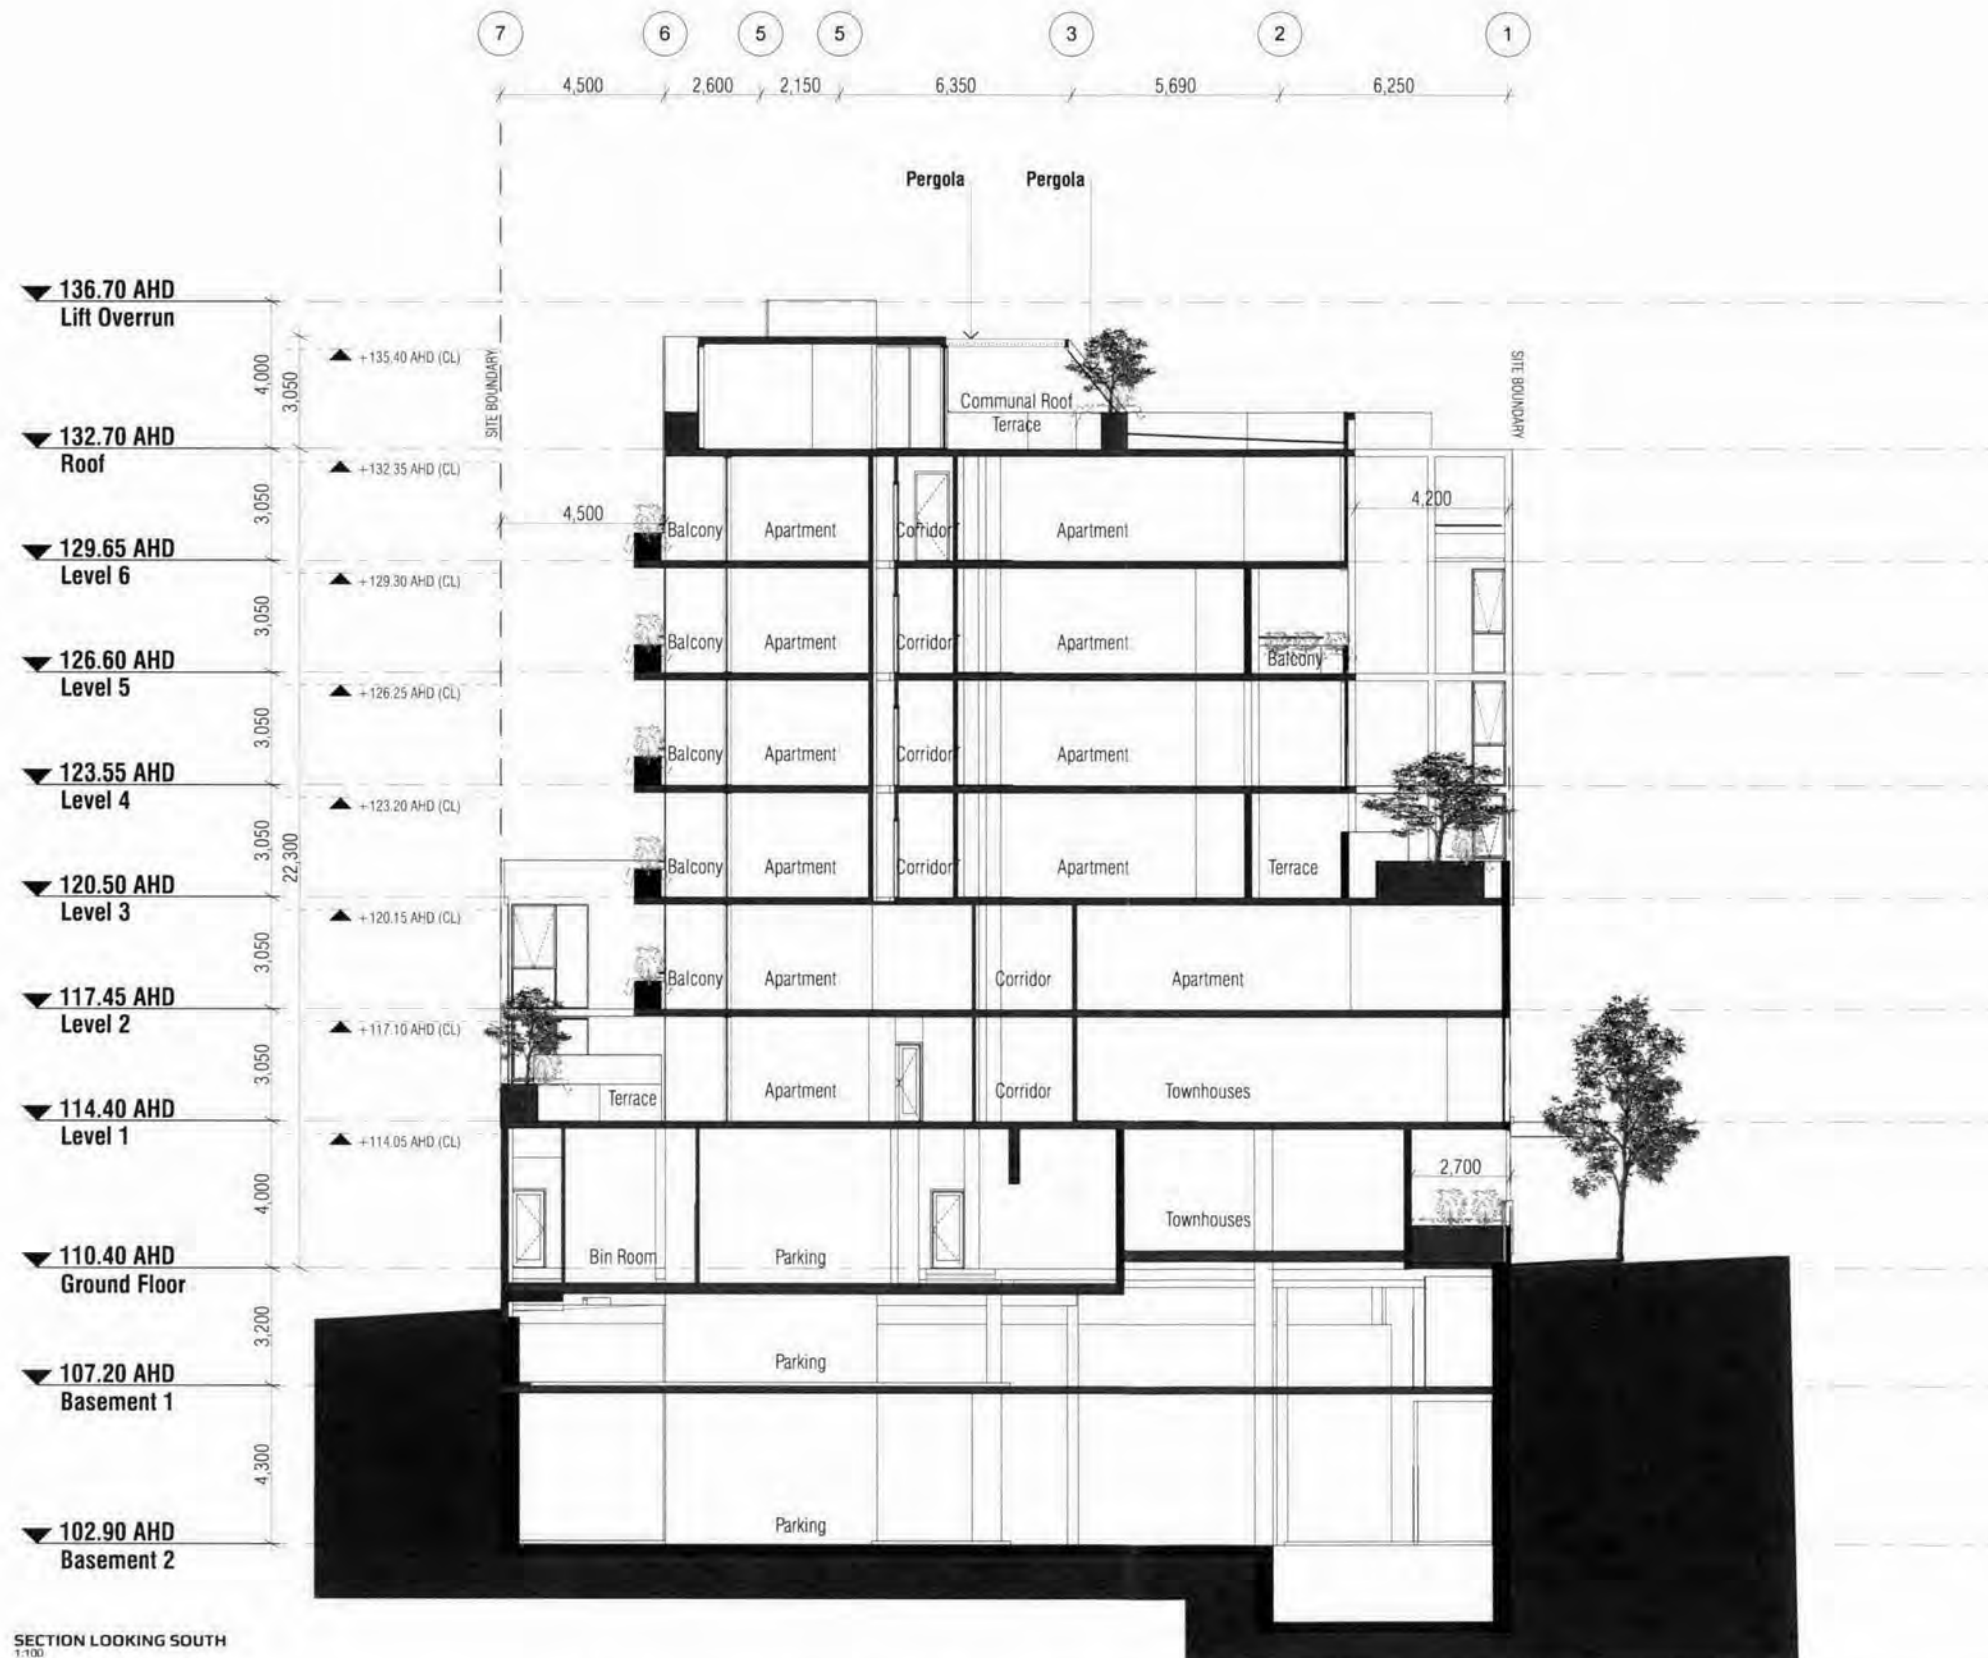 7 6 5 5 3 2 1
4,500 2,600 2,150 6,350 5,690 6,250
Pergola Pergola
136.70 AHD
Lift Overrun
4,000
3,050
+135.40 AHD (CL)
SITE BOUNDARY
SITE BOUNDARY
Communal Roof
Terrace
132.70 AHD
Roof
+132.35 AHD (CL)
3,050
4,500
4,200
Balcony Apartment Corridor Apartment
129.65 AHD
Level 6
+129.30 AHD (CL)
3,050
Balcony Apartment Corridor Apartment Balcony
126.60 AHD
Level 5
+126.25 AHD (CL)
3,050
Balcony Apartment Corridor Apartment
123.55 AHD
Level 4
+123.20 AHD (CL)
3,050
22,300
Balcony Apartment Corridor Apartment Terrace
120.50 AHD
Level 3
+120.15 AHD (CL)
3,050
Balcony Apartment Corridor Apartment
117.45 AHD
Level 2
+117.10 AHD (CL)
3,050
Terrace Apartment Corridor Townhouses
114.40 AHD
Level 1
+114.05 AHD (CL)
4,000
2,700
Townhouses
Bin Room Parking
110.40 AHD
Ground Floor
3,200
Parking
107.20 AHD
Basement 1
4,300
Parking
102.90 AHD
Basement 2
SECTION LOOKING SOUTH
1:100